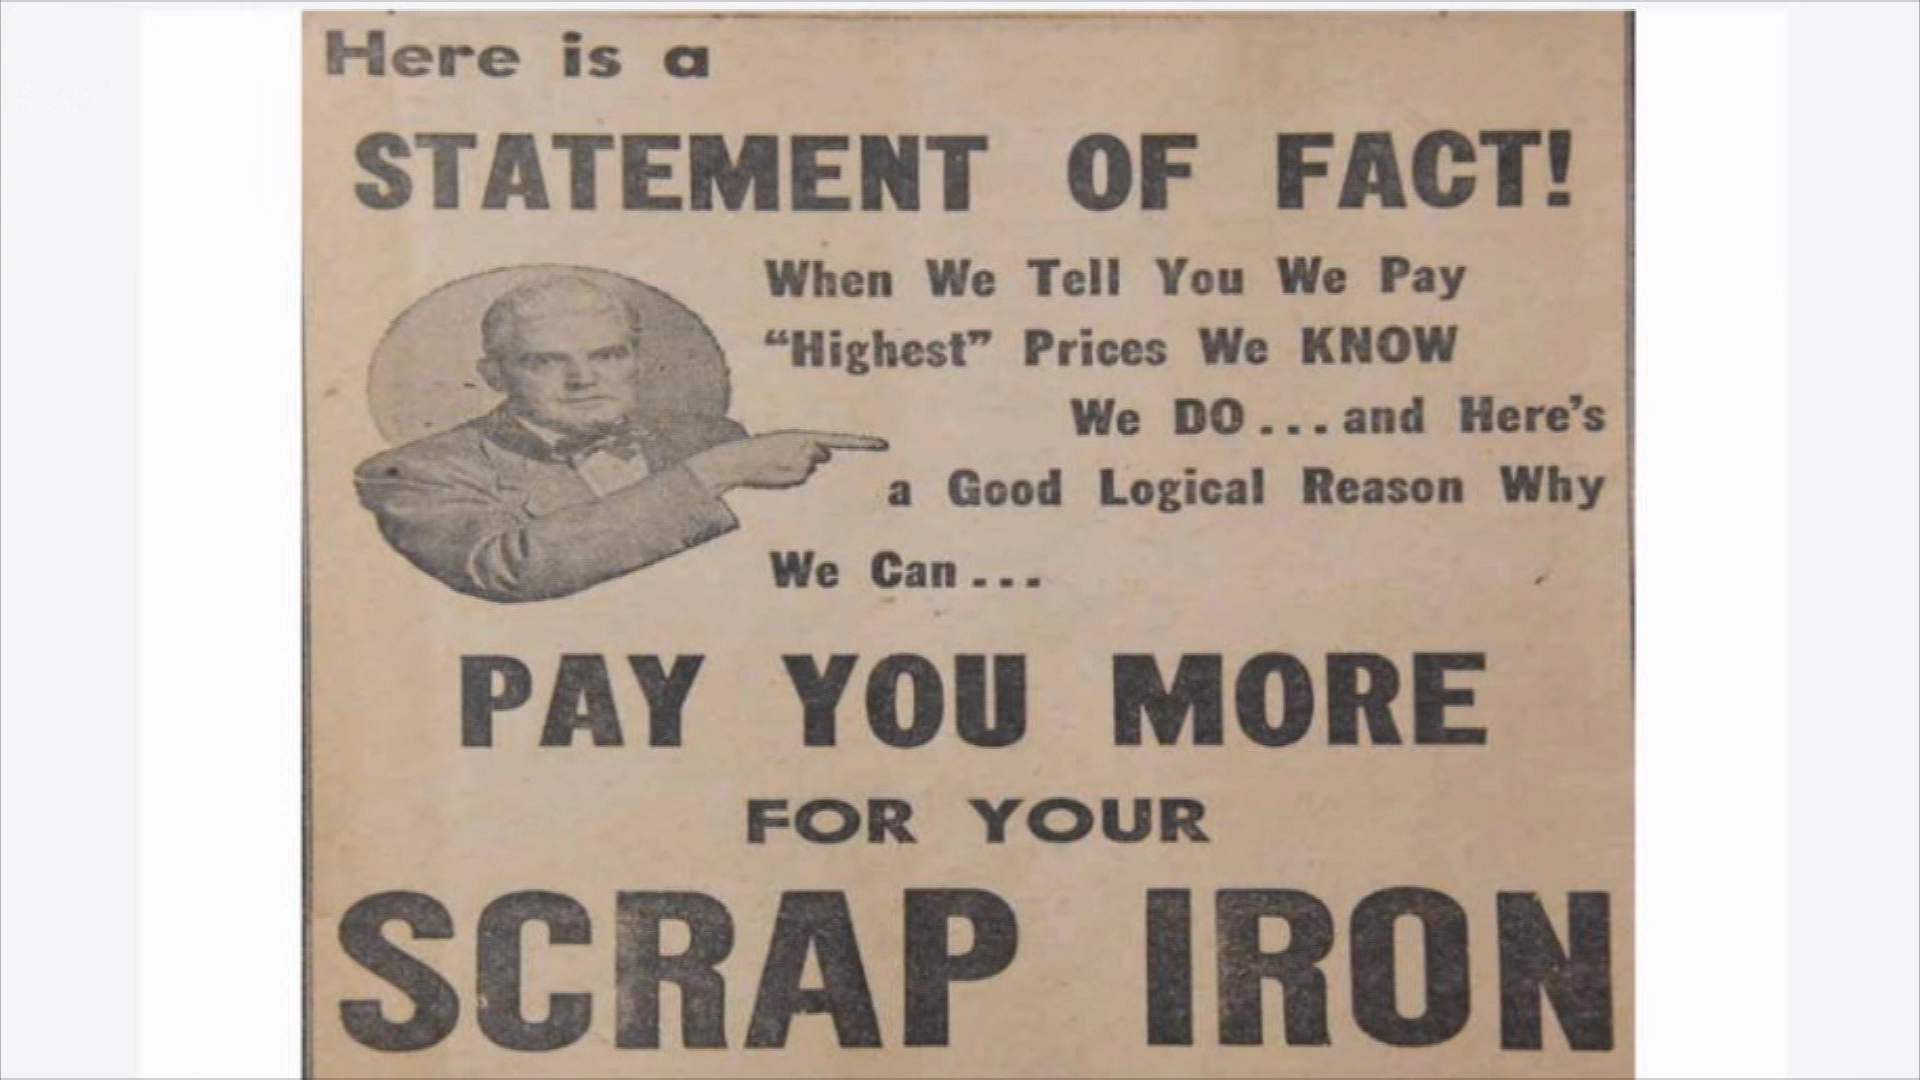 Here is a
STATEMENT OF FACT!
When We Tell You We Pay
“Highest” Prices We KNOW
We DO...and Here’s
a Good Logical Reason Why
We Can...
PAY YOU MORE
FOR YOUR
SCRAP IRON